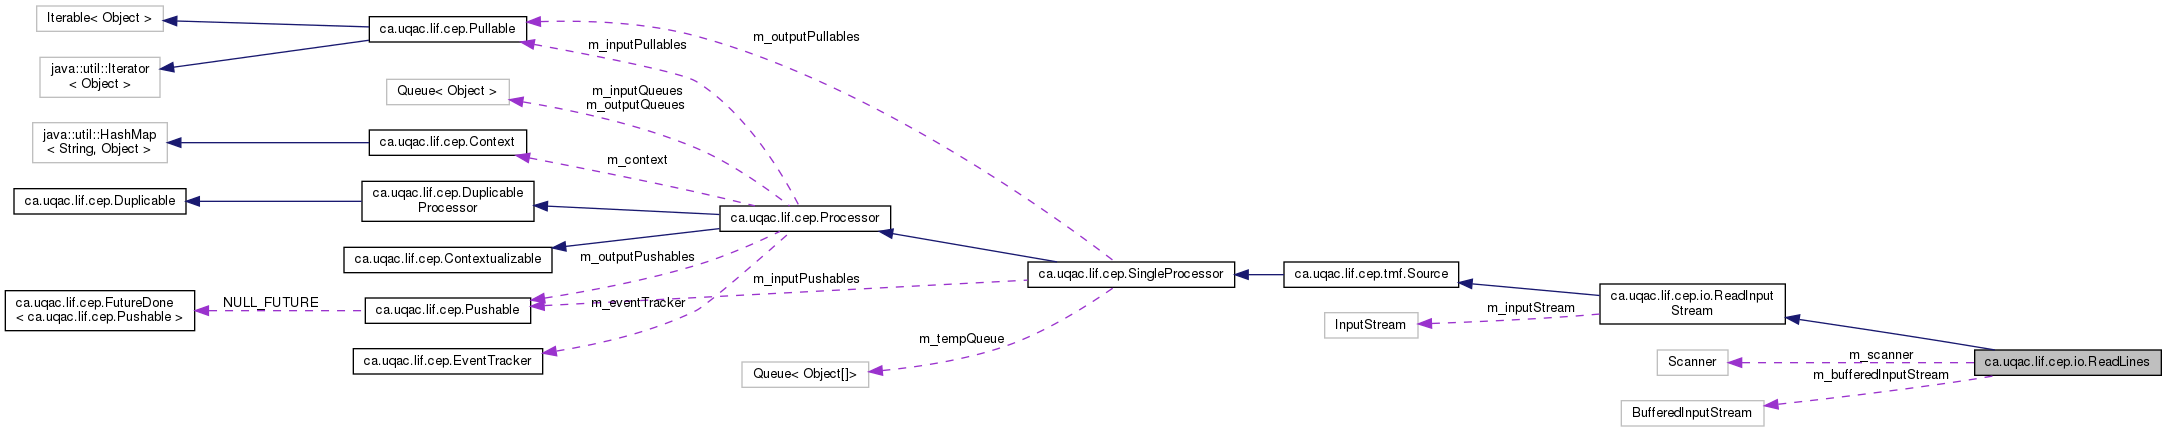 Iterable< Object >
ca.uqac.lif.cep.Pullable
m_outputPullables
m_inputPullables
java::util::Iterator
< Object >
Queue< Object >
m_inputQueues
m_outputQueues
java::util::HashMap
< String, Object >
ca.uqac.lif.cep.Context
m_context
ca.uqac.lif.cep.Duplicable
ca.uqac.lif.cep.Duplicable
Processor
ca.uqac.lif.cep.Processor
ca.uqac.lif.cep.Contextualizable
m_outputPushables
m_inputPushables
ca.uqac.lif.cep.SingleProcessor
ca.uqac.lif.cep.tmf.Source
ca.uqac.lif.cep.io.ReadInput
Stream
ca.uqac.lif.cep.FutureDone
< ca.uqac.lif.cep.Pushable >
NULL_FUTURE
ca.uqac.lif.cep.Pushable
m_eventTracker
m_inputStream
InputStream
ca.uqac.lif.cep.EventTracker
m_tempQueue
Queue< Object[]>
Scanner
m_scanner
ca.uqac.lif.cep.io.ReadLines
m_bufferedInputStream
BufferedInputStream